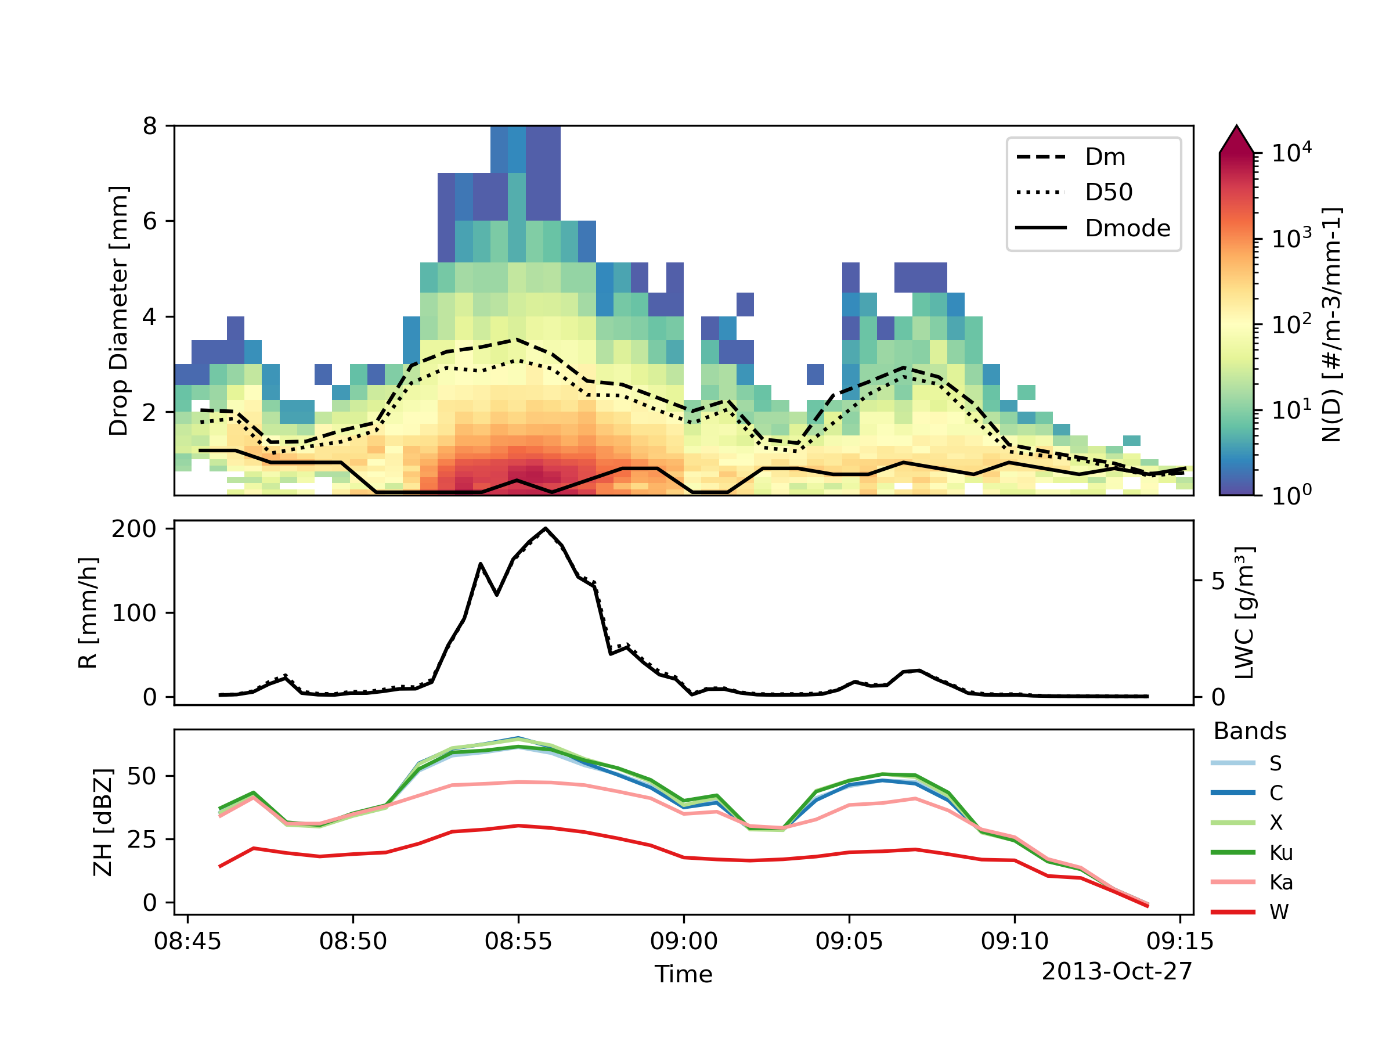 8
6
4
2
Drop Diameter [mm]
Dm
D50
Dmode
10⁴
10³
10²
10¹
10⁰
N(D) [#/m-3/mm-1]
200
100
0
R [mm/h]
5
0
LWC [g/m³]
50
25
0
ZH [dBZ]
Bands
S
C
X
Ku
Ka
W
08:45 08:50 08:55 09:00 09:05 09:10 09:15
Time
2013-Oct-27